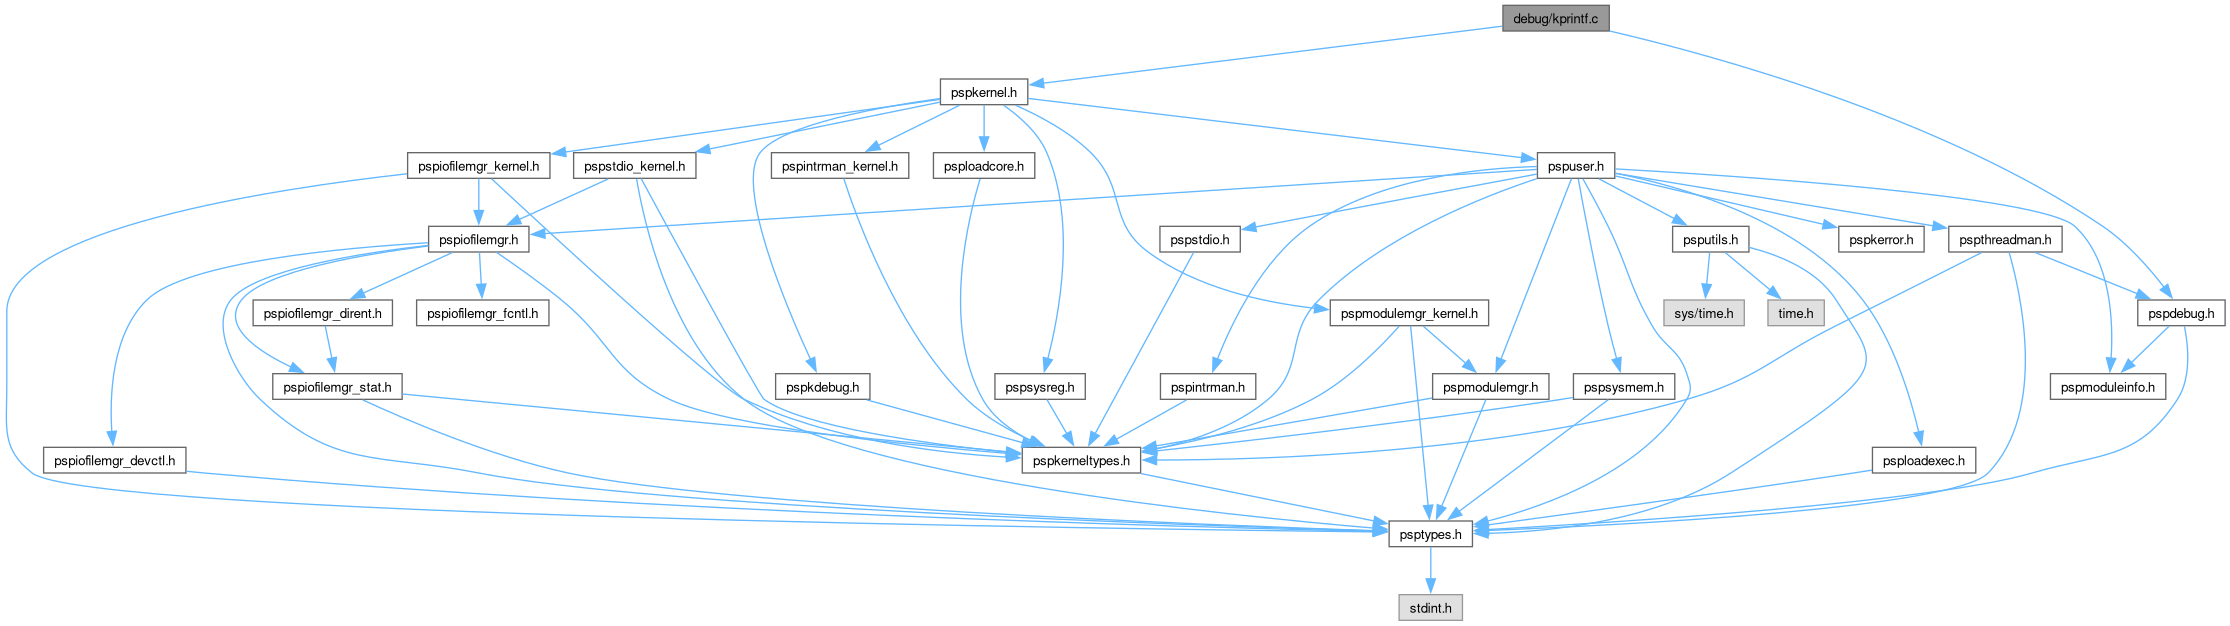 debug/kprintf.c
pspkernel.h
pspiofilemgr_kernel.h
pspstdio_kernel.h
pspintrman_kernel.h
psploadcore.h
pspuser.h
pspiofilemgr.h
pspstdio.h
psputils.h
pspkerror.h
pspthreadman.h
pspiofilemgr_dirent.h
pspiofilemgr_fcntl.h
pspmodulemgr_kernel.h
sys/time.h
time.h
pspdebug.h
pspiofilemgr_stat.h
pspkdebug.h
pspsysreg.h
pspintrman.h
pspmodulemgr.h
pspsysmem.h
pspmoduleinfo.h
pspiofilemgr_devctl.h
pspkerneltypes.h
psploadexec.h
psptypes.h
stdint.h